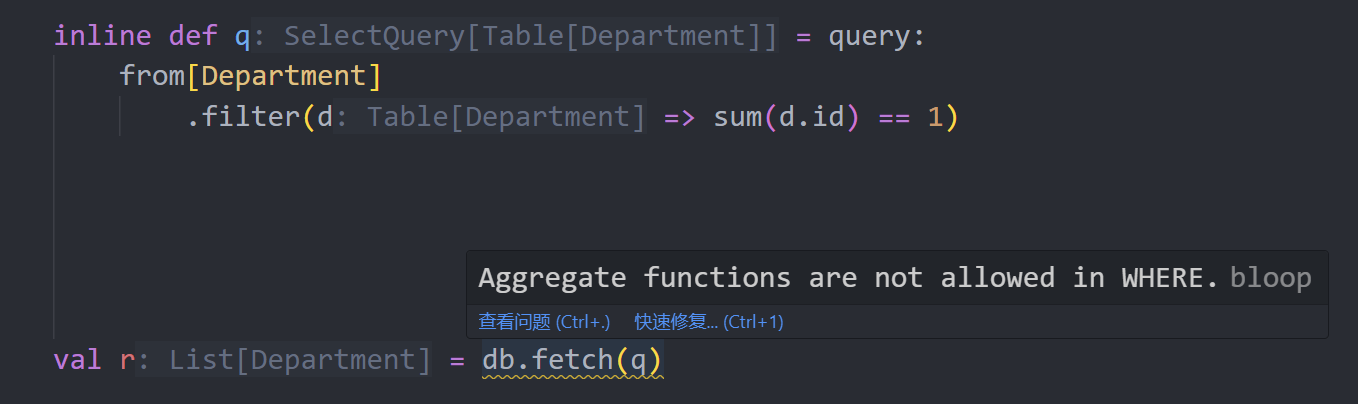 inline def q: SelectQuery[Table[Department]] = query:
    from[Department]
        .filter(d: Table[Department] => sum(d.id) == 1)
Aggregate functions are not allowed in WHERE. bloop
查看问题 (Ctrl+.) 快速修复... (Ctrl+1)
val r: List[Department] = db.fetch(q)